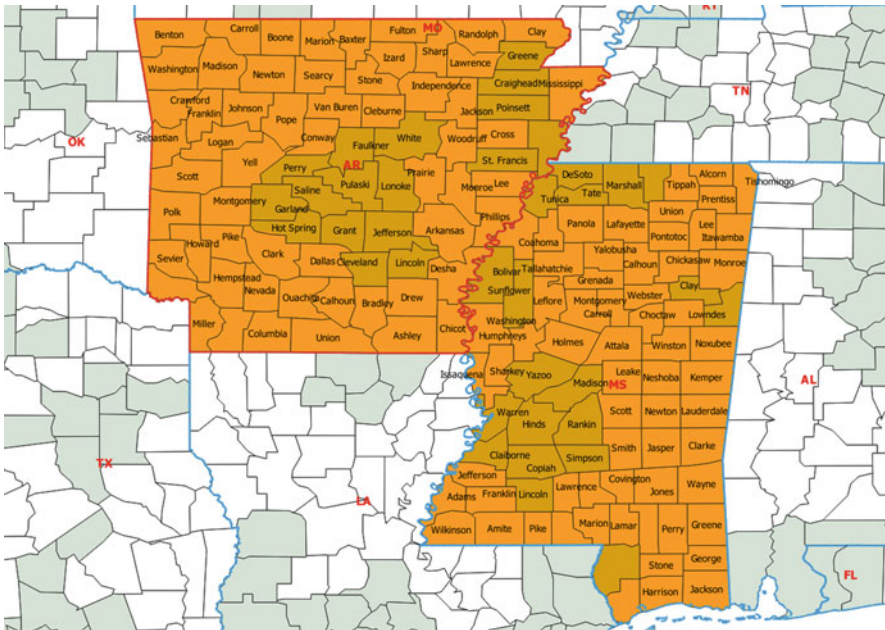 KY
Benton Carroll Boone Marion Baxter Fulton MO Randolph Clay
Sharp
Izard Lawrence Greene
Washington Madison Newton Searcy Stone Independence Craighead Mississippi
TN
Crawford Franklin Johnson Van Buren Cleburne Jackson Poinsett
Pope
OK Sebastian Logan Conway Faulkner White Woodruff Cross
Yell Perry AR Prairie St. Francis
Scott Saline Pulaski Lonoke DeSoto Marshall Alcorn
Montgomery Garland Monroe Lee Tunica Tate Tippah Tishomingo
Polk Hot Spring Grant Jefferson Arkansas Phillips Union Prentiss
Howard Pike Panola Lafayette Lee
Sevier Clark Dallas Cleveland Lincoln Desha Coahoma Yalobusha Pontotoc Itawamba
Hempstead Bolivar Tallahatchie Calhoun Chickasaw Monroe
Nevada Ouachita Calhoun Bradley Drew Sunflower Grenada Clay
Leflore Montgomery Webster
Miller Washington Carroll Choctaw Lowndes
Columbia Union Ashley Chicot Humphreys Holmes Attala Winston Noxubee
Issaquena Sharkey Yazoo Leake Neshoba Kemper
Madison MS AL
Warren Scott Newton Lauderdale
Hinds Rankin
TX Claiborne Simpson Smith Jasper Clarke
Copiah
Jefferson Covington Wayne
LA Adams Franklin Lincoln Lawrence Jones
Wilkinson Amite Pike Marion Lamar Perry Greene
Stone George
FL
Harrison Jackson